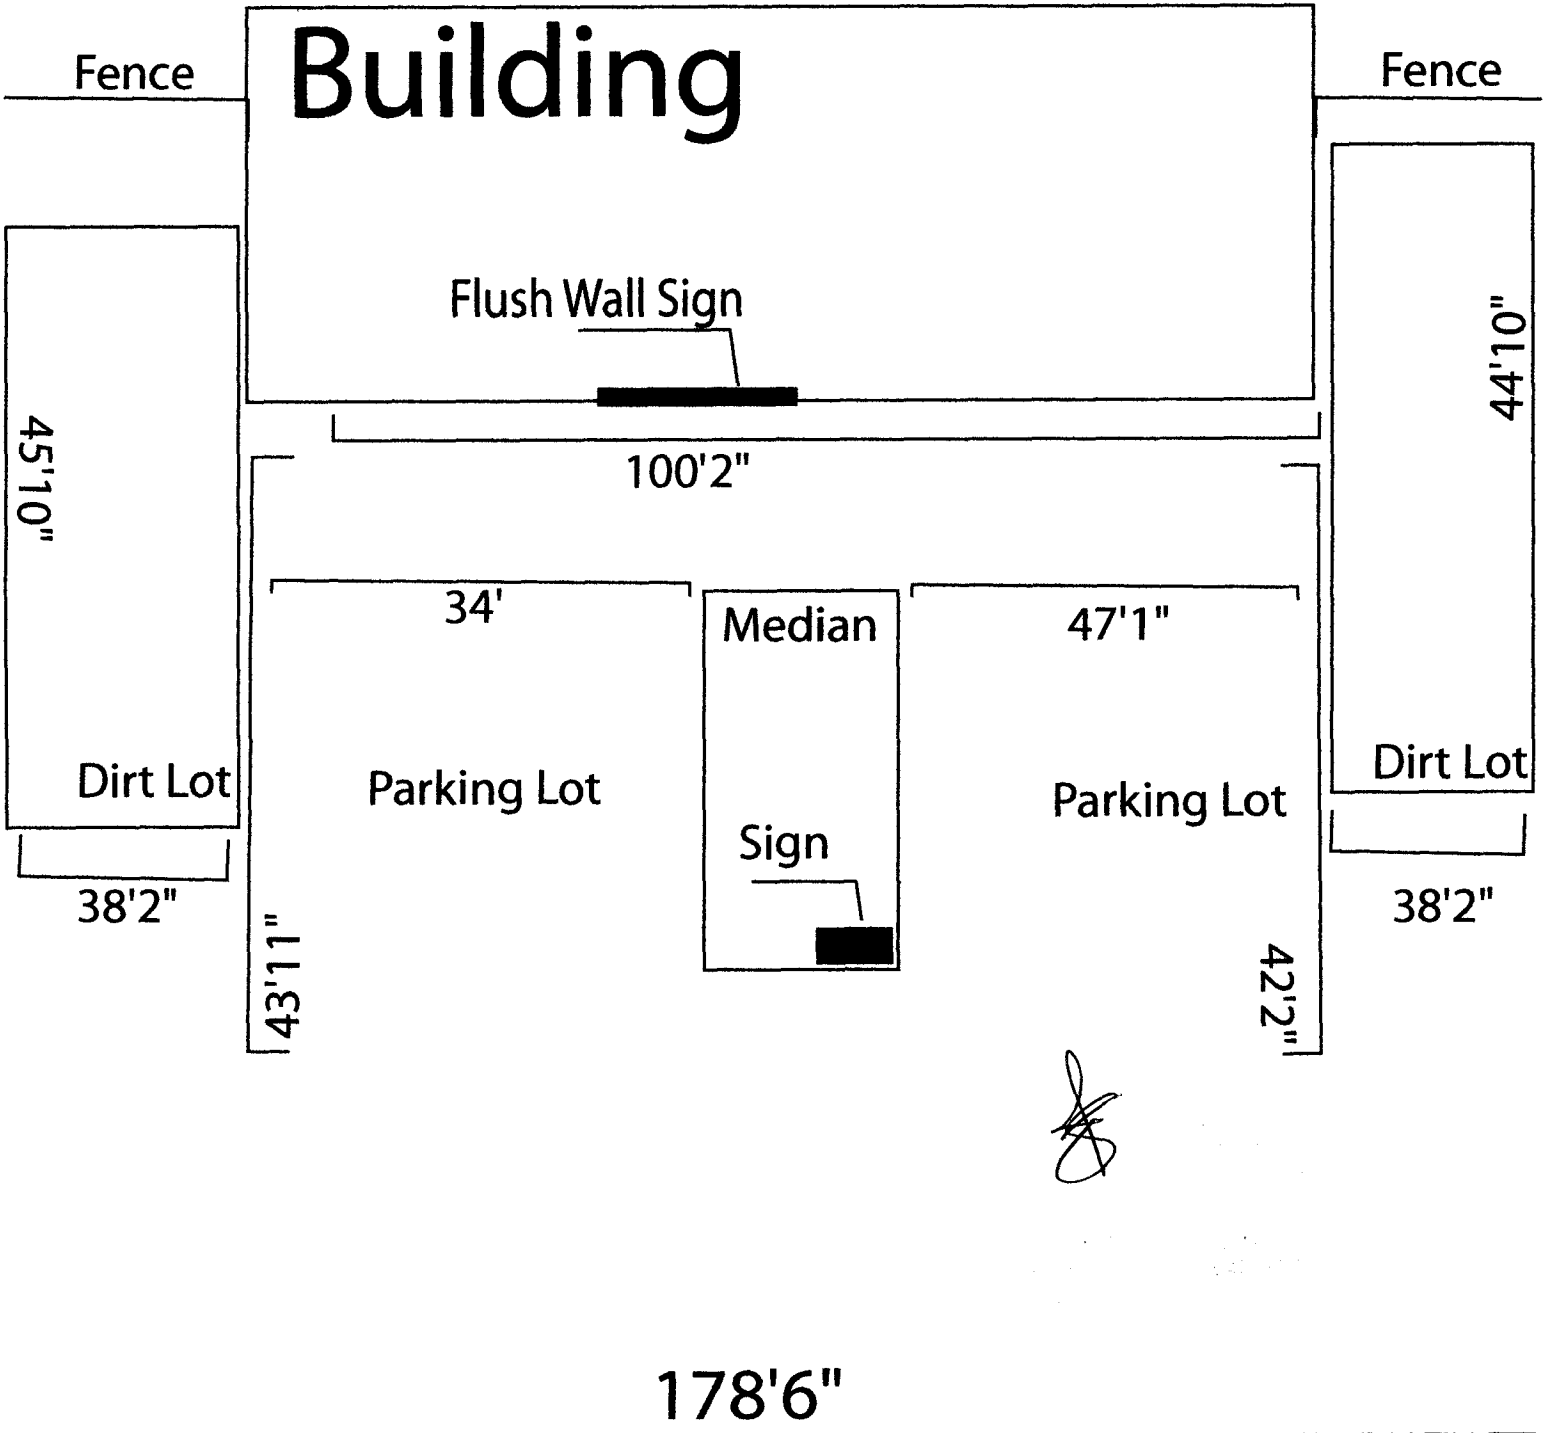 Building
Fence
Fence
Flush Wall Sign
44'10"
45'10"
100'2"
34'
Median
47'1"
Dirt Lot
Parking Lot
Parking Lot
Dirt Lot
Sign
38'2"
38'2"
43'11"
42'2"
178'6"